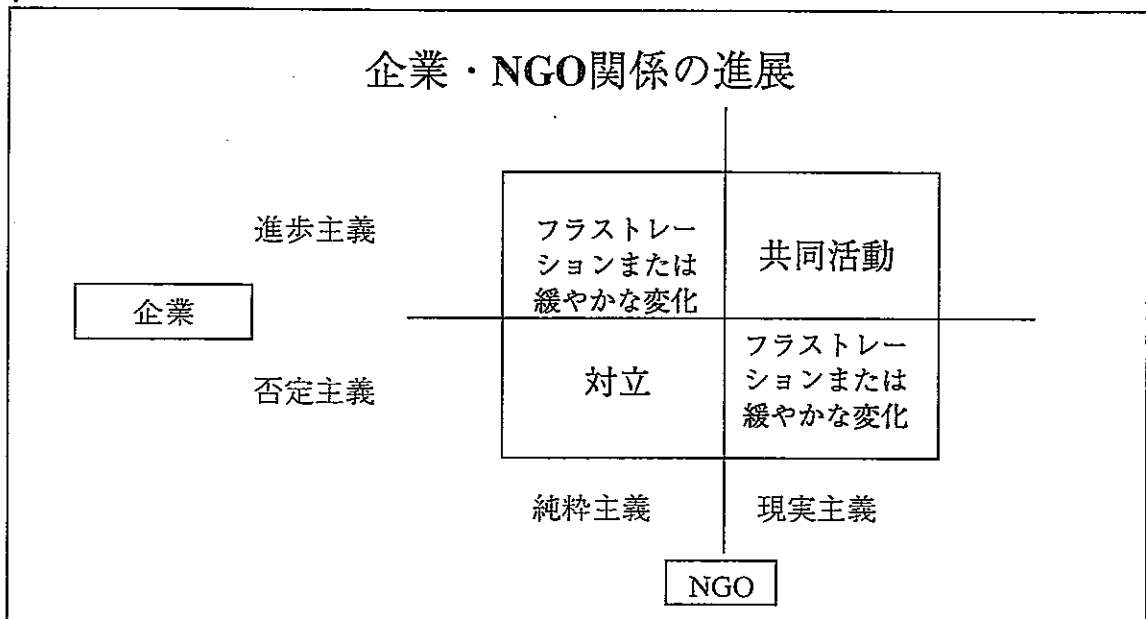 企業・NGO関係の進展
進歩主義
フラストレー
ションまたは
緩やかな変化
共同活動
企業
否定主義
対立
フラストレー
ションまたは
緩やかな変化
純粋主義
現実主義
NGO